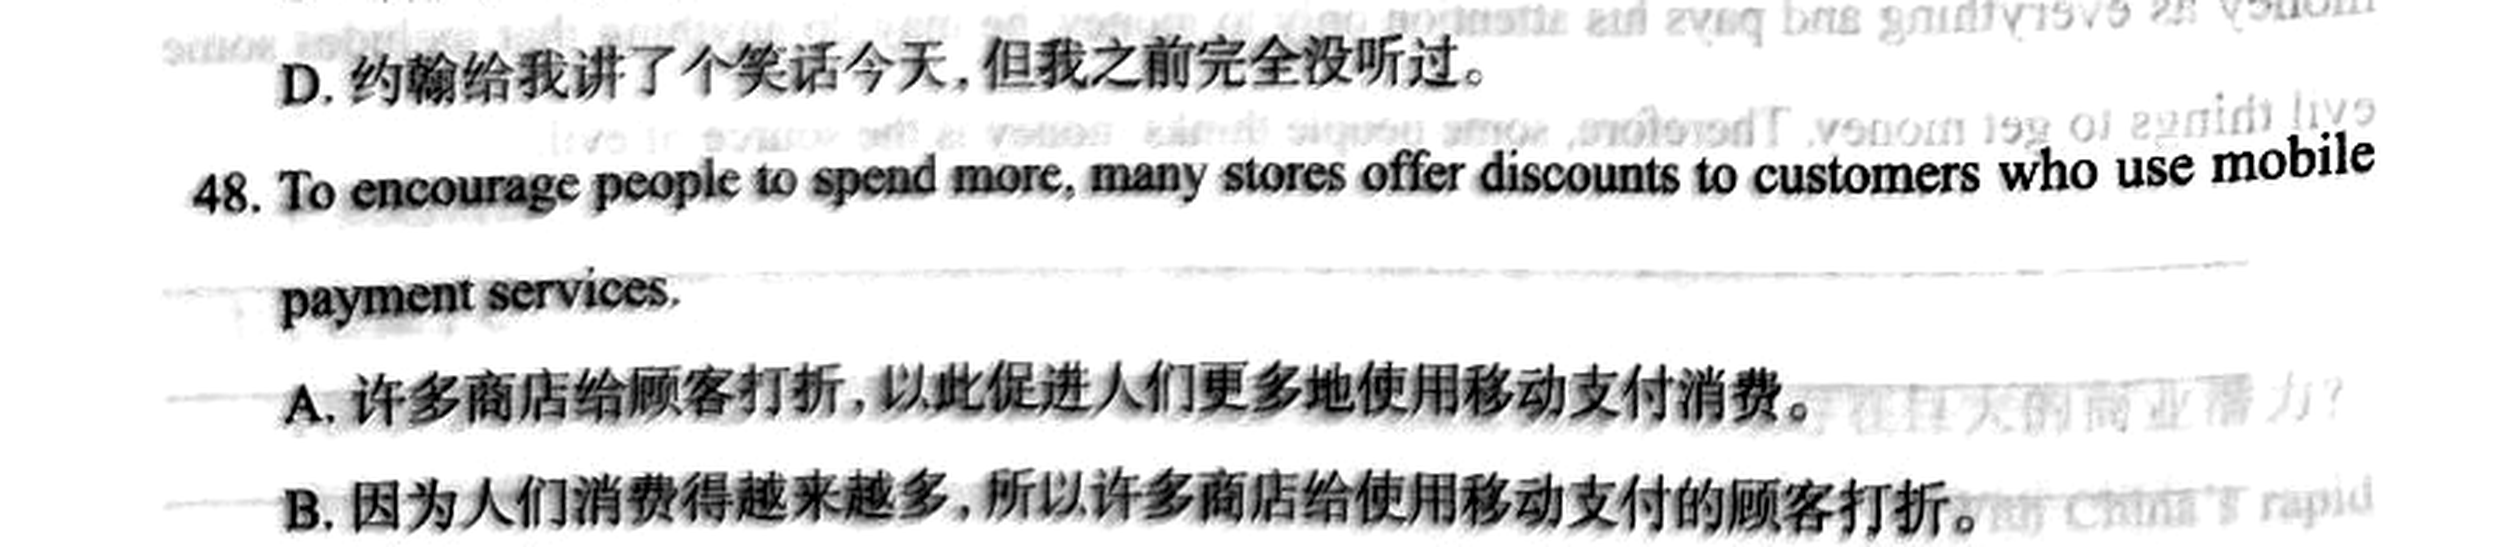 D. 约翰给我讲了个笑话今天,但我之前完全没听过。
48. To encourage people to spend more, many stores offer discounts to customers who use mobile
payment services.
A. 许多商店给顾客打折,以此促进人们更多地使用移动支付消费。
B. 因为人们消费得越来越多,所以许多商店给使用移动支付的顾客打折。